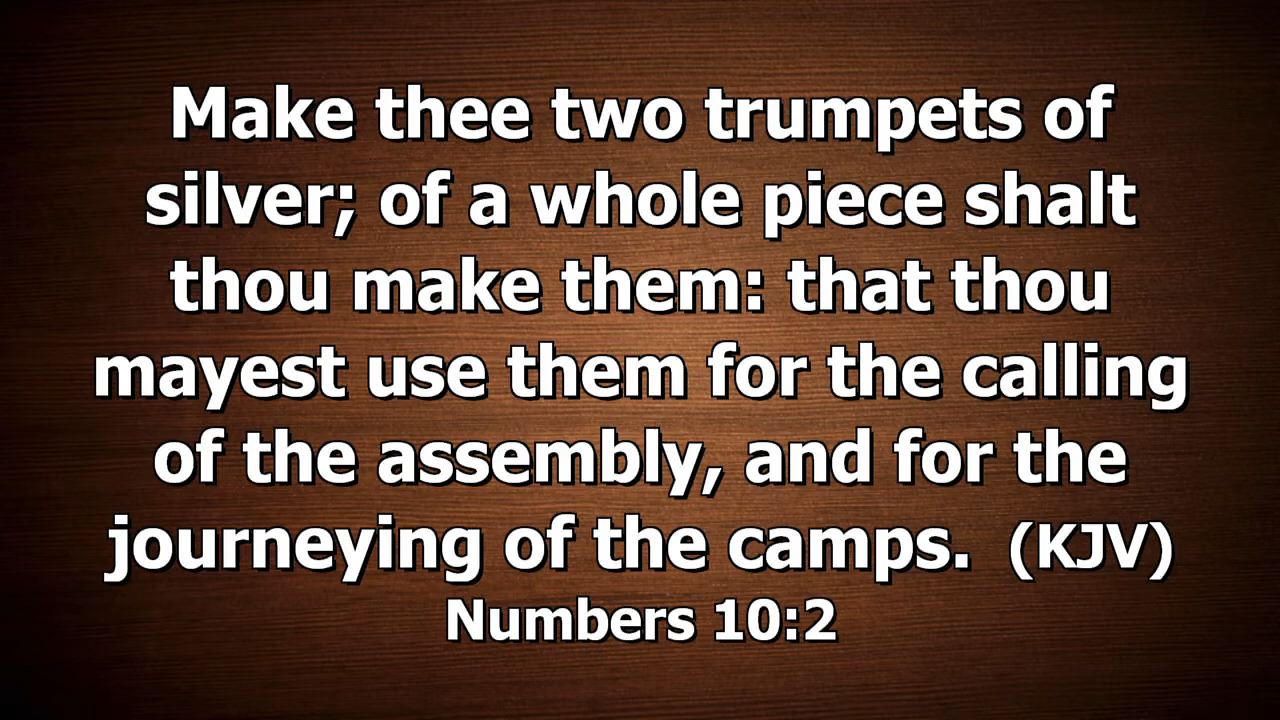 Make thee two trumpets of
silver; of a whole piece shalt
thou make them: that thou
mayest use them for the calling
of the assembly, and for the
journeying of the camps. (KJV)
Numbers 10:2